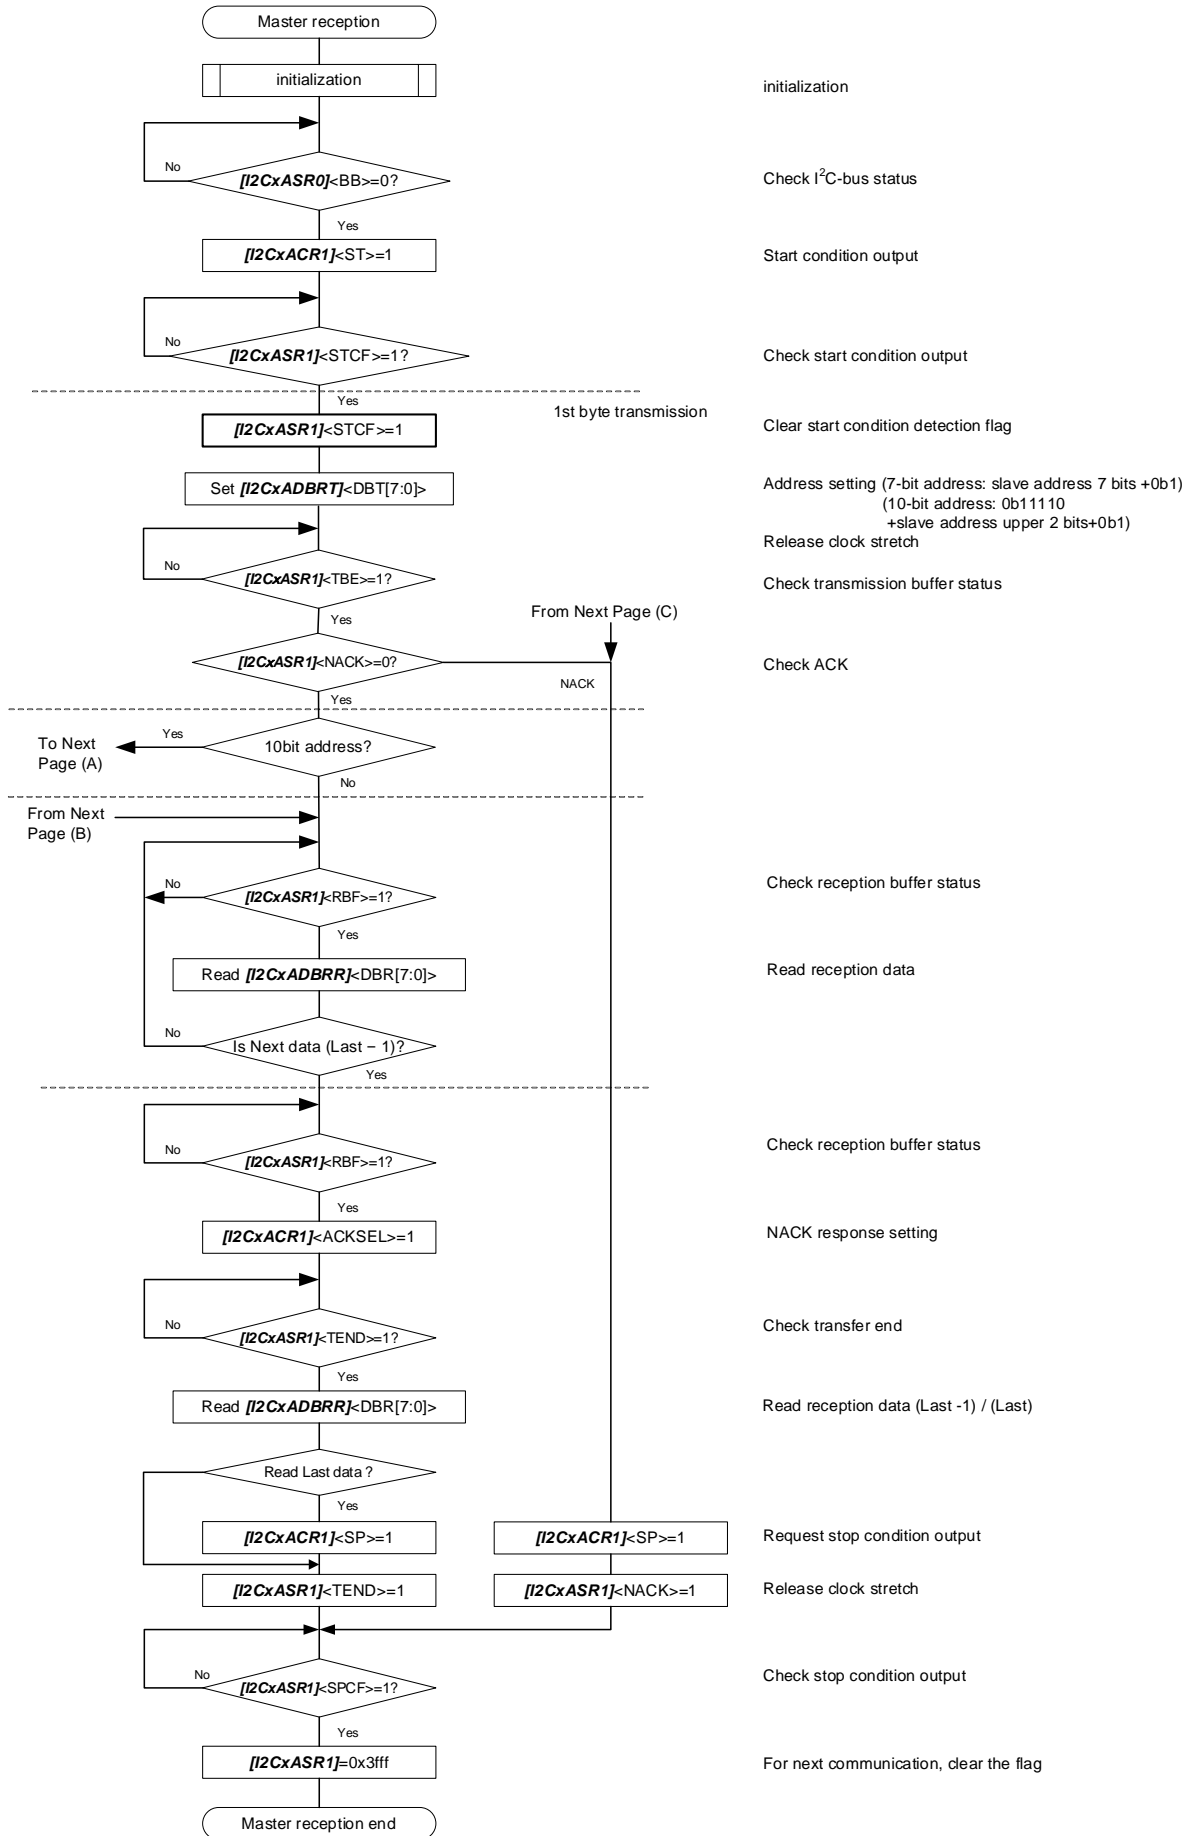 Master reception
initialization
initialization
No
[I2CxASR0]<BB>=0?
Check I2C-bus status
Yes
[I2CxACR1]<ST>=1
Start condition output
No
[I2CxASR1]<STCF>=1?
Check start condition output
Yes
1st byte transmission
[I2CxASR1]<STCF>=1
Clear start condition detection flag
Set [I2CxADBRT]<DBT[7:0]>
Address setting (7-bit address: slave address 7 bits +0b1)
(10-bit address: 0b11110
+slave address upper 2 bits+0b1)
Release clock stretch
No
[I2CxASR1]<TBE>=1?
Check transmission buffer status
Yes
From Next Page (C)
[I2CxASR1]<NACK>=0?
Check ACK
NACK
Yes
To Next
Page (A)
Yes
10bit address?
No
From Next
Page (B)
No
[I2CxASR1]<RBF>=1?
Check reception buffer status
Yes
Read [I2CxADBRR]<DBR[7:0]>
Read reception data
No
Is Next data (Last − 1)?
Yes
No
[I2CxASR1]<RBF>=1?
Check reception buffer status
Yes
[I2CxACR1]<ACKSEL>=1
NACK response setting
No
[I2CxASR1]<TEND>=1?
Check transfer end
Yes
Read [I2CxADBRR]<DBR[7:0]>
Read reception data (Last -1) / (Last)
Read Last data ?
Yes
[I2CxACR1]<SP>=1
[I2CxACR1]<SP>=1
Request stop condition output
[I2CxASR1]<TEND>=1
[I2CxASR1]<NACK>=1
Release clock stretch
No
[I2CxASR1]<SPCF>=1?
Check stop condition output
Yes
[I2CxASR1]=0x3fff
For next communication, clear the flag
Master reception end